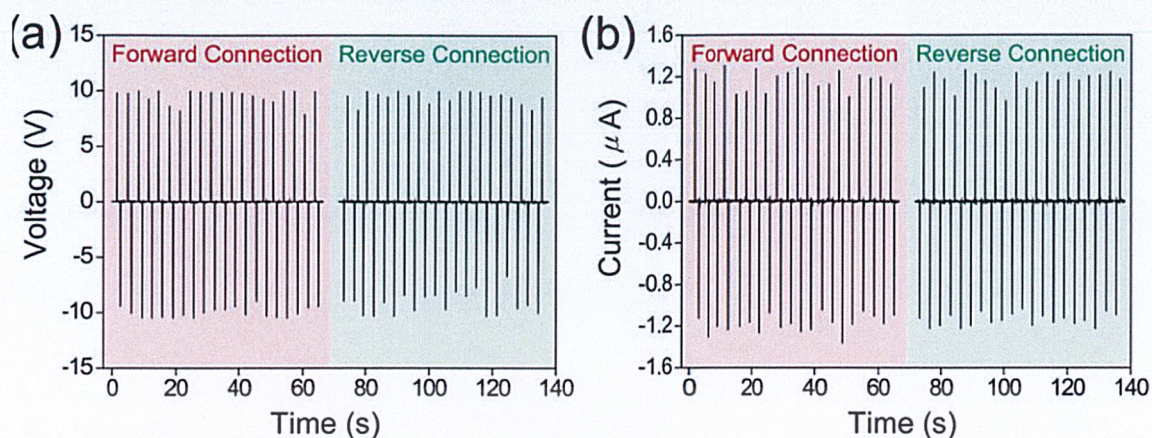 (a)
Forward Connection Reverse Connection
Voltage (V)
15
10
5
0
-5
-10
-15
0 20 40 60 80 100 120 140
Time (s)
(b)
Forward Connection Reverse Connection
Current ( μ A)
1.6
1.2
0.8
0.4
0.0
-0.4
-0.8
-1.2
-1.6
0 20 40 60 80 100 120 140
Time (s)